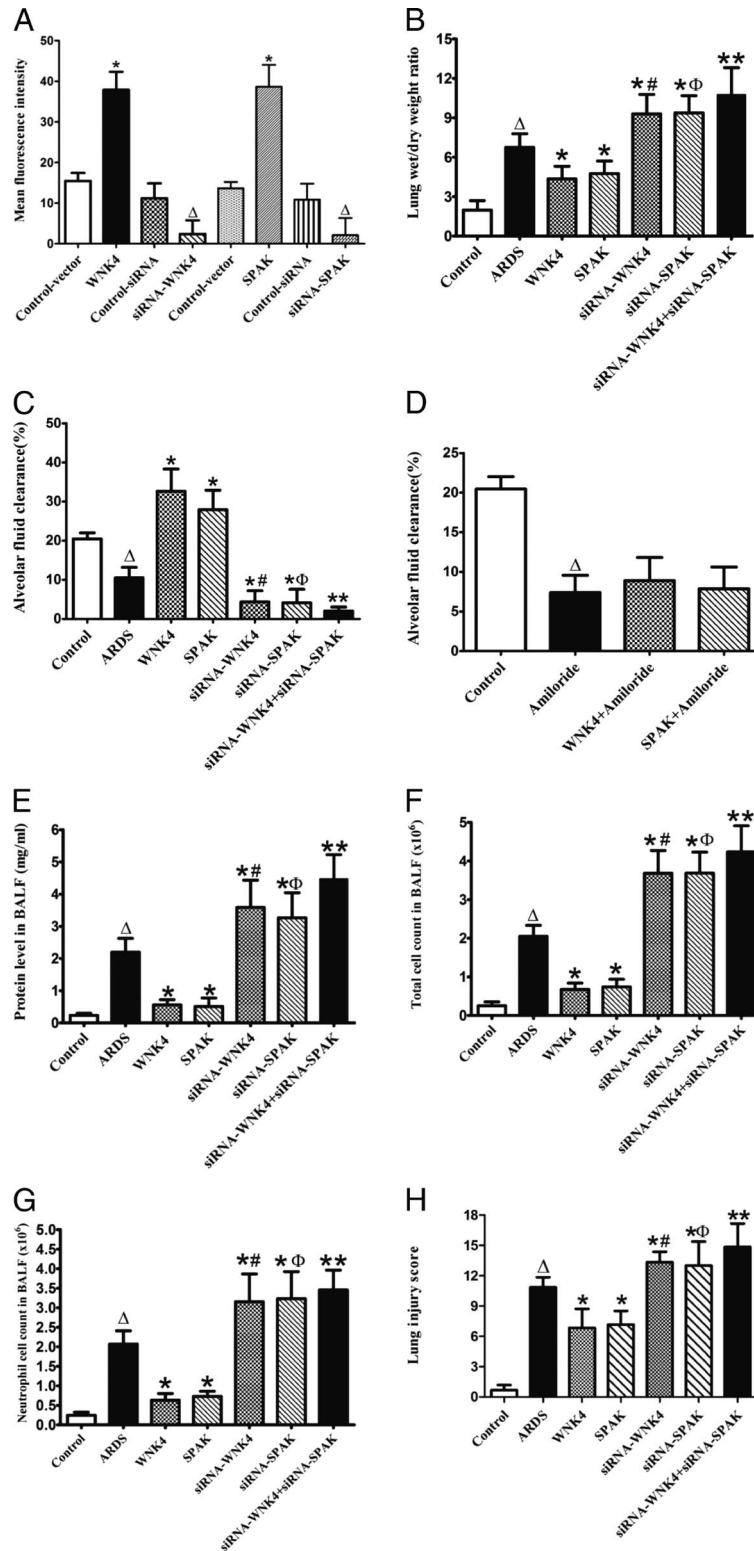 A
Mean fluorescence intensity
50
40
30
20
10
0
*
Δ
*
Δ
Control-vector
WNK4
Control-siRNA
siRNA-WNK4
Control-vector
SPAK
Control-siRNA
siRNA-SPAK
B
Lung wet/dry weight ratio
15
12
9
6
3
0
Δ
*
*
*#
*Φ
**
Control
ARDS
WNK4
SPAK
siRNA-WNK4
siRNA-SPAK
siRNA-WNK4+siRNA-SPAK
C
Alveolar fluid clearance(%)
50
40
30
20
10
0
Δ
*
*
*#
*Φ
**
Control
ARDS
WNK4
SPAK
siRNA-WNK4
siRNA-SPAK
siRNA-WNK4+siRNA-SPAK
D
Alveolar fluid clearance(%)
25
20
15
10
5
0
Δ
Control
Amiloride
WNK4+Amiloride
SPAK+Amiloride
E
Protein level in BALF (mg/ml)
6
5
4
3
2
1
0
Δ
*
*
*#
*Φ
**
Control
ARDS
WNK4
SPAK
siRNA-WNK4
siRNA-SPAK
siRNA-WNK4+siRNA-SPAK
F
Total cell count in BALF (x10⁶)
5
4
3
2
1
0
Δ
*
*
*#
*Φ
**
Control
ARDS
WNK4
SPAK
siRNA-WNK4
siRNA-SPAK
siRNA-WNK4+siRNA-SPAK
G
Neutrophil cell count in BALF (x10⁶)
5.0
4.5
4.0
3.5
3.0
2.5
2.0
1.5
1.0
0.5
0.0
Δ
*
*
*#
*Φ
**
Control
ARDS
WNK4
SPAK
siRNA-WNK4
siRNA-SPAK
siRNA-WNK4+siRNA-SPAK
H
Lung injury score
18
15
12
9
6
3
0
Δ
*
*
*#
*Φ
**
Control
ARDS
WNK4
SPAK
siRNA-WNK4
siRNA-SPAK
siRNA-WNK4+siRNA-SPAK